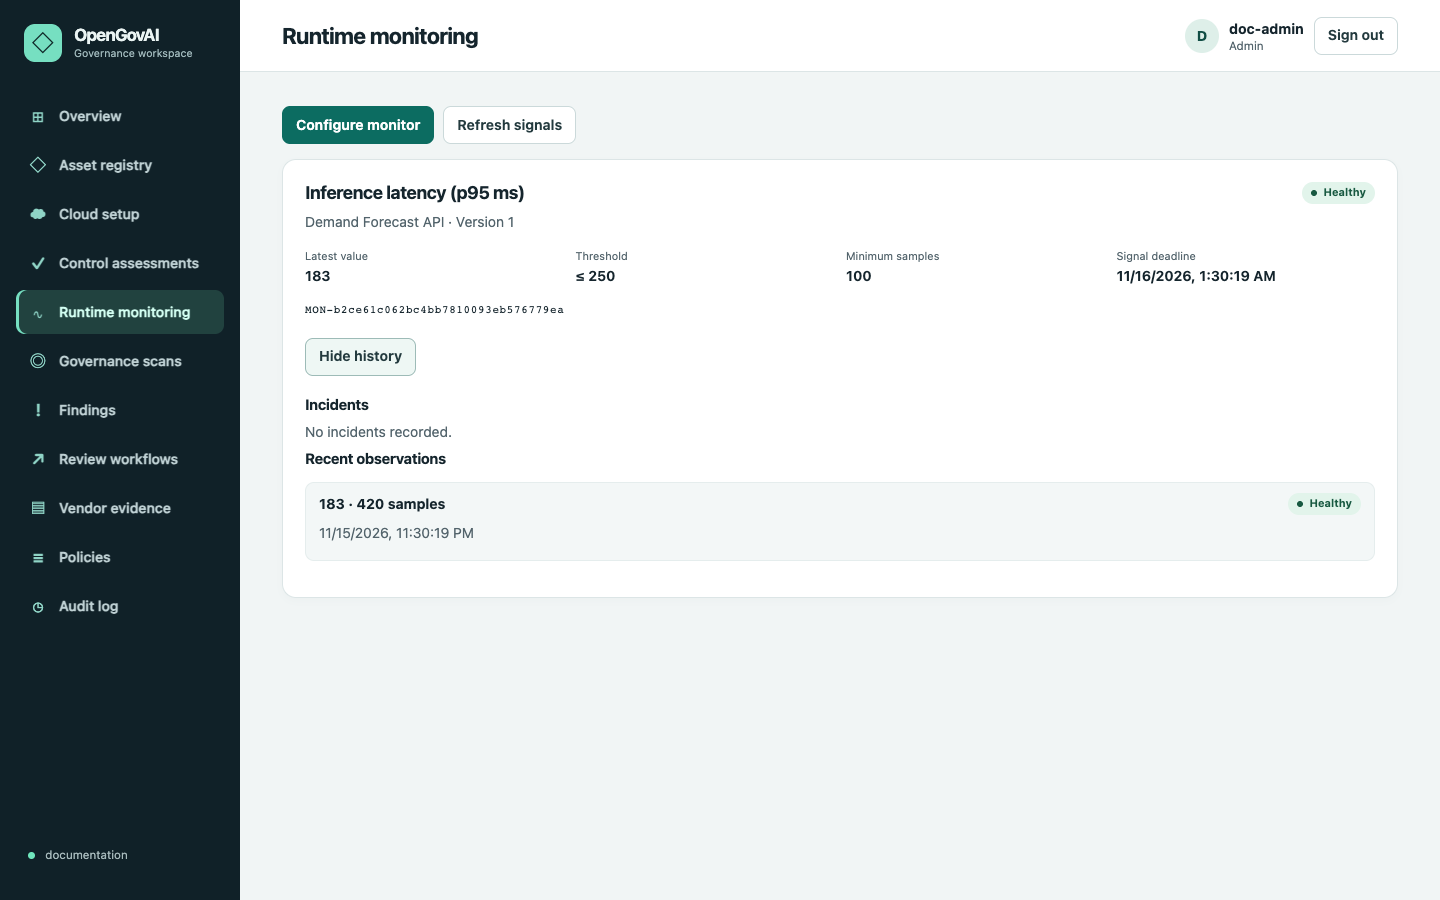 OpenGovAI
Governance workspace
Overview
Asset registry
Cloud setup
Control assessments
Runtime monitoring
Governance scans
Findings
Review workflows
Vendor evidence
Policies
Audit log
documentation
Runtime monitoring
D
doc-admin
Admin
Sign out
Configure monitor
Refresh signals
Inference latency (p95 ms)
Healthy
Demand Forecast API · Version 1
Latest value
183
Threshold
≤ 250
Minimum samples
100
Signal deadline
11/16/2026, 1:30:19 AM
MON-b2ce61c062bc4bb7810093eb576779ea
Hide history
Incidents
No incidents recorded.
Recent observations
183 · 420 samples
Healthy
11/15/2026, 11:30:19 PM